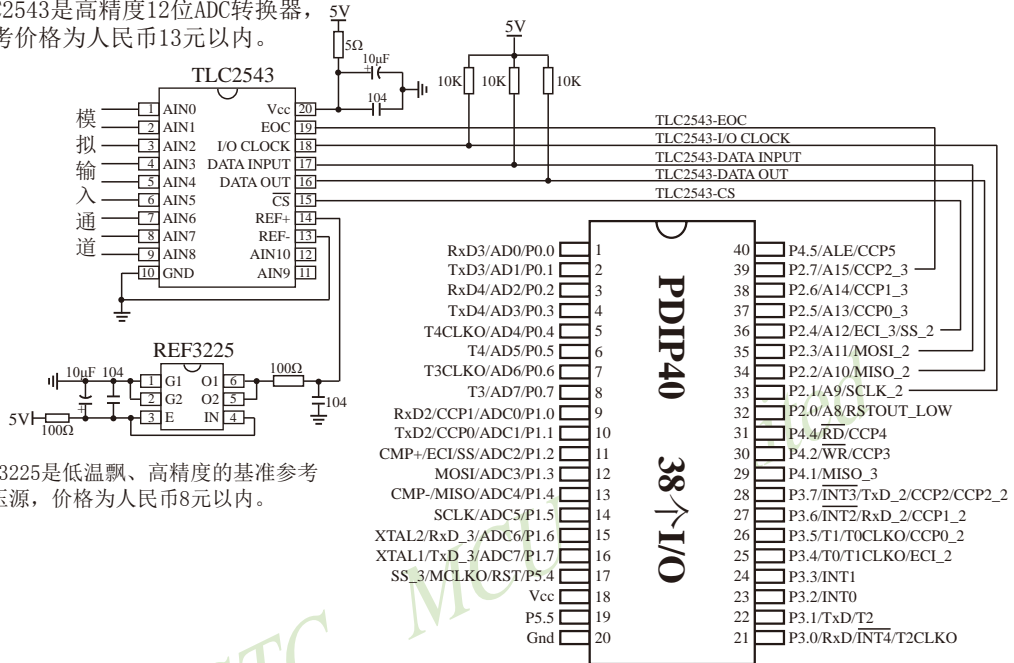 C2543是高精度12位ADC转换器，
考价格为人民币13元以内。
5V
5Ω
10μF
+
104
5V
10K
10K
10K
TLC2543
模
拟
输
入
通
道
1 AIN0
2 AIN1
3 AIN2
4 AIN3
5 AIN4
6 AIN5
7 AIN6
8 AIN7
9 AIN8
10 GND
Vcc 20
EOC 19
I/O CLOCK 18
DATA INPUT 17
DATA OUT 16
CS 15
REF+ 14
REF- 13
AIN10 12
AIN9 11
TLC2543-EOC
TLC2543-I/O CLOCK
TLC2543-DATA INPUT
TLC2543-DATA OUT
TLC2543-CS
REF3225
10μF 104
+
1 G1
2 G2
3 E
O1 6
O2 5
IN 4
100Ω
104
5V
100Ω
3225是低温飘、高精度的基准参考
压源，价格为人民币8元以内。
PDIP40
38个I/O
RxD3/AD0/P0.0 1
TxD3/AD1/P0.1 2
RxD4/AD2/P0.2 3
TxD4/AD3/P0.3 4
T4CLKO/AD4/P0.4 5
T4/AD5/P0.5 6
T3CLKO/AD6/P0.6 7
T3/AD7/P0.7 8
RxD2/CCP1/ADC0/P1.0 9
TxD2/CCP0/ADC1/P1.1 10
CMP+/ECI/SS/ADC2/P1.2 11
MOSI/ADC3/P1.3 12
CMP-/MISO/ADC4/P1.4 13
SCLK/ADC5/P1.5 14
XTAL2/RxD_3/ADC6/P1.6 15
XTAL1/TxD_3/ADC7/P1.7 16
SS_3/MCLKO/RST/P5.4 17
Vcc 18
P5.5 19
Gnd 20
40 P4.5/ALE/CCP5
39 P2.7/A15/CCP2_3
38 P2.6/A14/CCP1_3
37 P2.5/A13/CCP0_3
36 P2.4/A12/ECI_3/SS_2
35 P2.3/A11/MOSI_2
34 P2.2/A10/MISO_2
33 P2.1/A9/SCLK_2
32 P2.0/A8/RSTOUT_LOW
31 P4.4/RD/CCP4
30 P4.2/WR/CCP3
29 P4.1/MISO_3
28 P3.7/INT3/TxD_2/CCP2/CCP2_2
27 P3.6/INT2/RxD_2/CCP1_2
26 P3.5/T1/T0CLKO/CCP0_2
25 P3.4/T0/T1CLKO/ECI_2
24 P3.3/INT1
23 P3.2/INT0
22 P3.1/TxD/T2
21 P3.0/RxD/INT4/T2CLKO
MCU